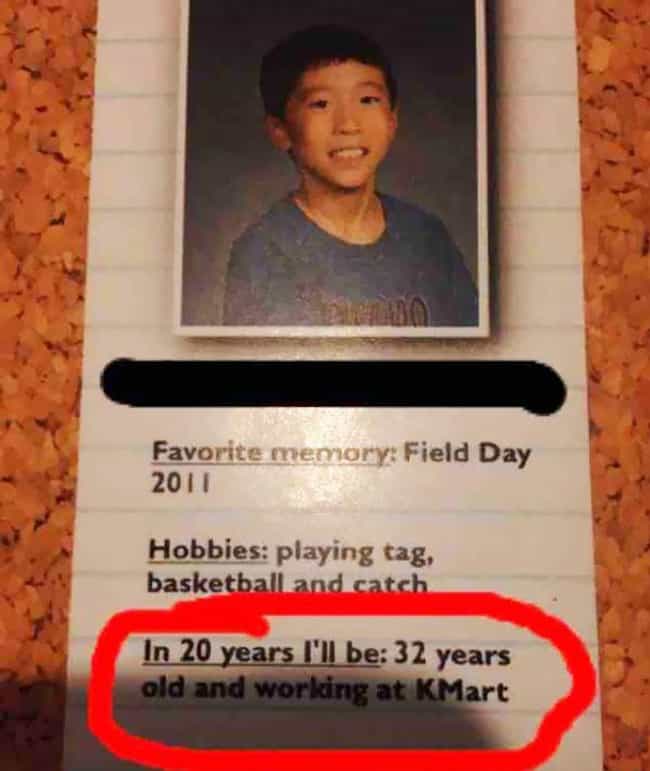 Favorite memory: Field Day
2011
Hobbies: playing tag,
basketball and catch
In 20 years I'll be: 32 years
old and working at KMart